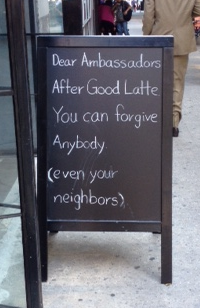 Dear Ambassadors
After Good Latte
You can forgive
Anybody.
(even your
neighbors)